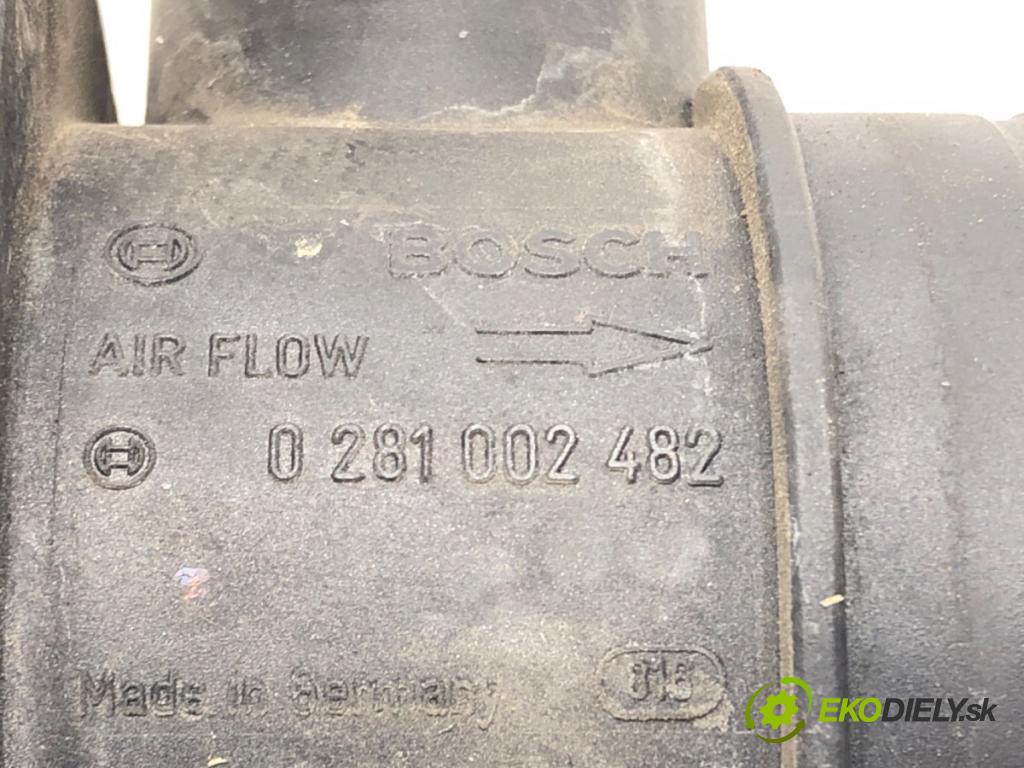 BOSCH
AIR FLOW
0 281 002 482
Made in Germany
EKODIELY.sk